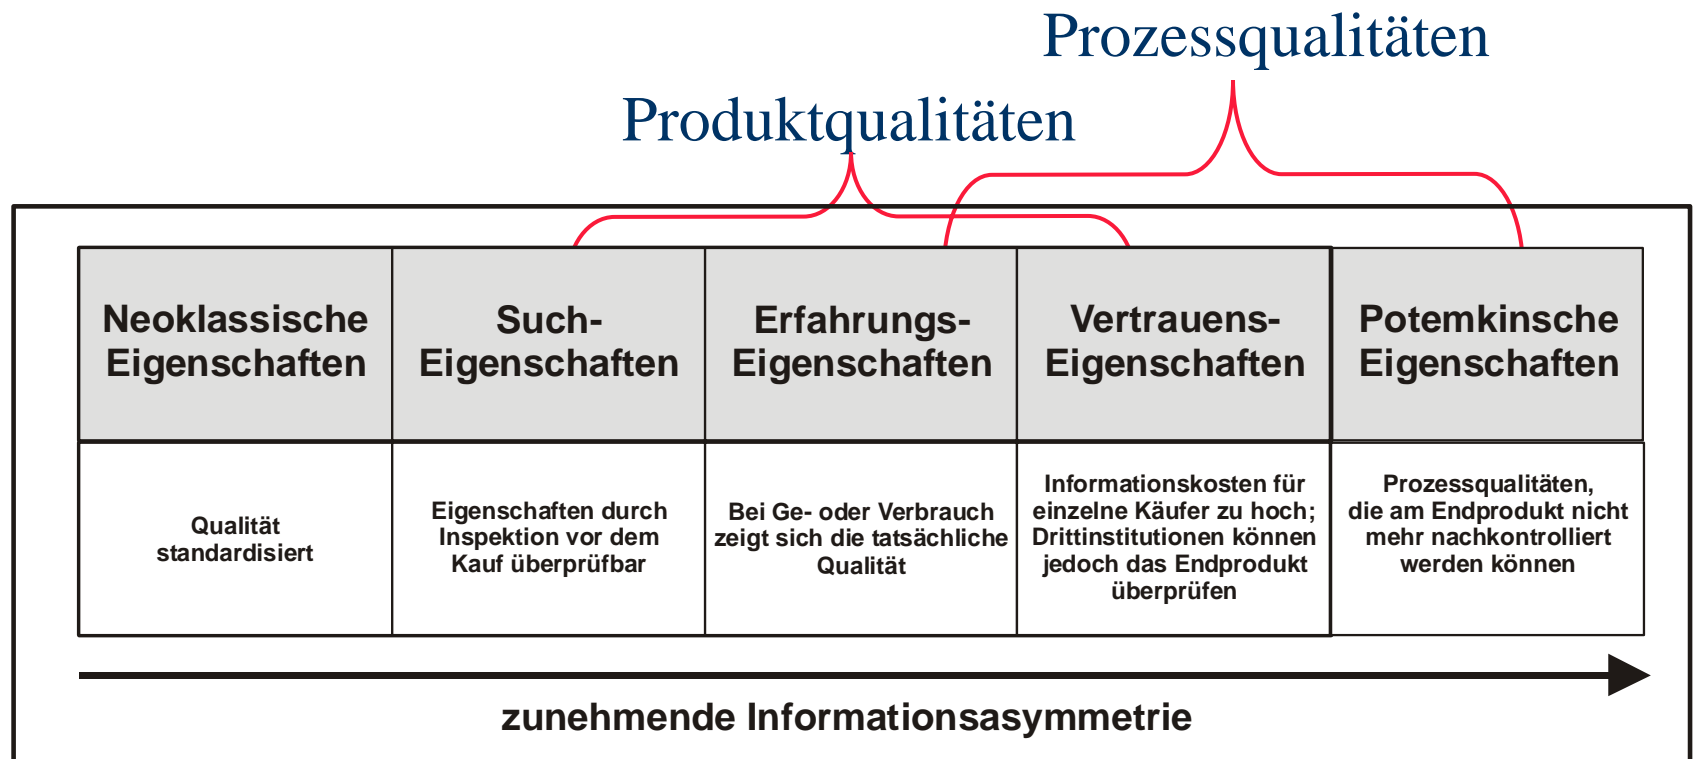 Prozessqualitäten
Produktqualitäten
Neoklassische
Eigenschaften
Such-
Eigenschaften
Erfahrungs-
Eigenschaften
Vertrauens-
Eigenschaften
Potemkinsche
Eigenschaften
Qualität
standardisiert
Eigenschaften durch
Inspektion vor dem
Kauf überprüfbar
Bei Ge- oder Verbrauch
zeigt sich die tatsächliche
Qualität
Informationskosten für
einzelne Käufer zu hoch;
Drittinstitutionen können
jedoch das Endprodukt
überprüfen
Prozessqualitäten,
die am Endprodukt nicht
mehr nachkontrolliert
werden können
zunehmende Informationsasymmetrie